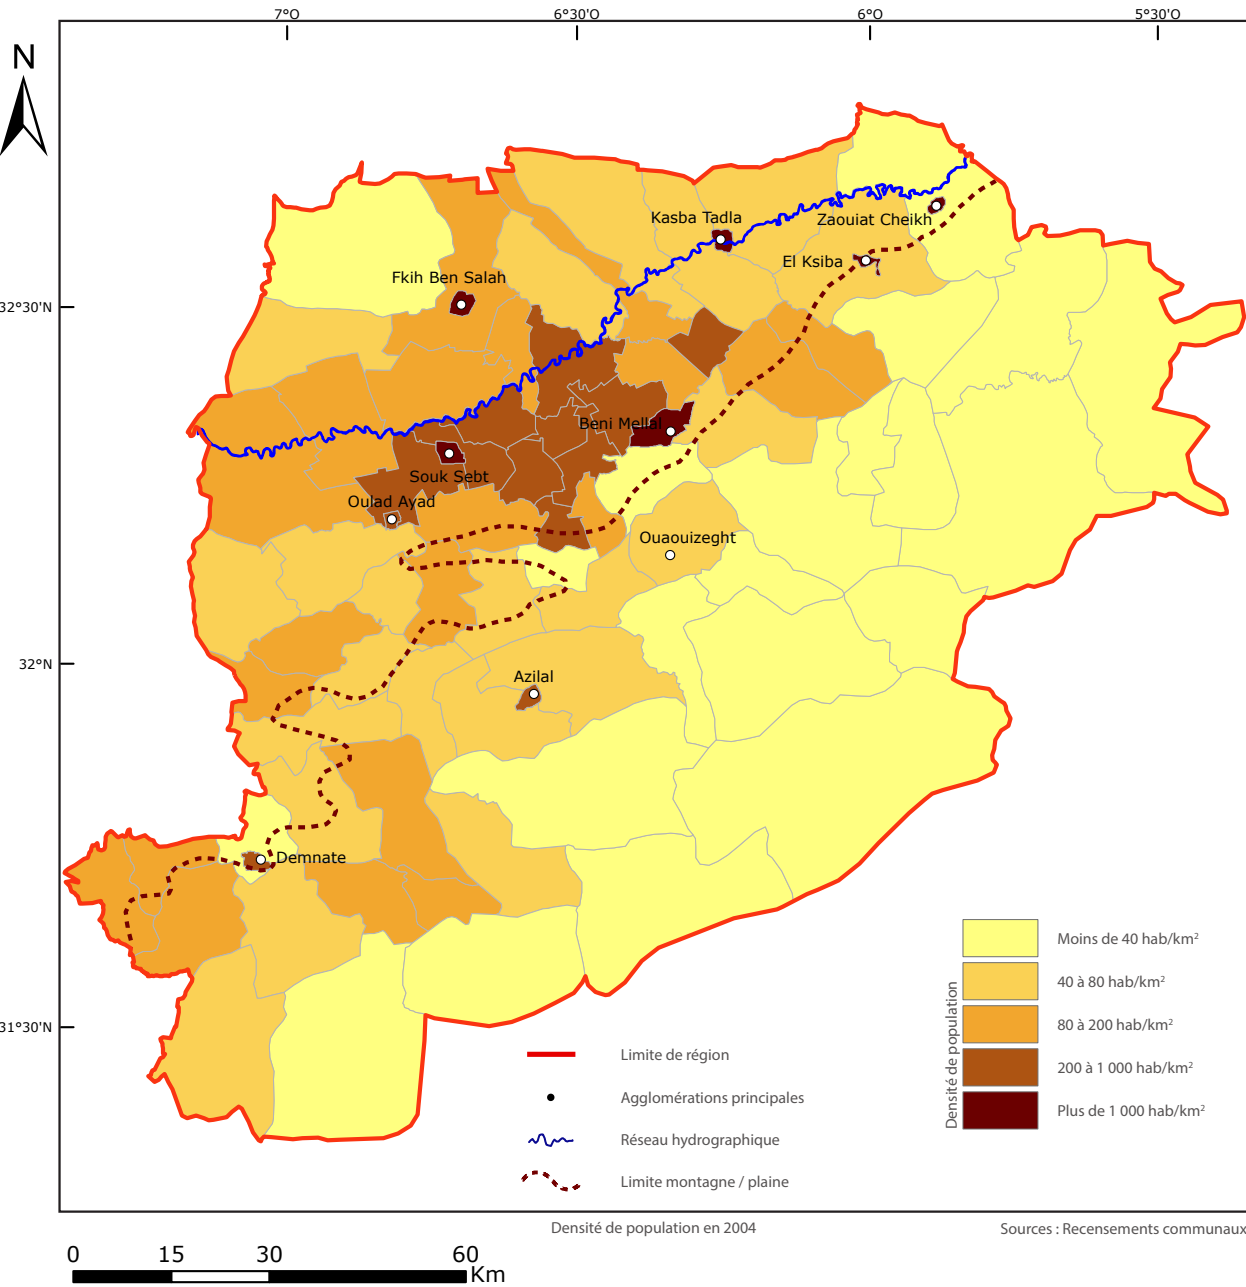 7°O
6°30'O
6°O
5°30'O
N
Kasba Tadla
Zaouiat Cheikh
El Ksiba
Fkih Ben Salah
32°30'N
Beni Mellal
Souk Sebt
Oulad Ayad
Ouaouizeght
32°N
Azilal
Demnate
31°30'N
Densité de population
Moins de 40 hab/km²
40 à 80 hab/km²
80 à 200 hab/km²
200 à 1 000 hab/km²
Plus de 1 000 hab/km²
Limite de région
Agglomérations principales
Réseau hydrographique
Limite montagne / plaine
Densité de population en 2004
Sources : Recensements communaux
0 15 30 60
Km